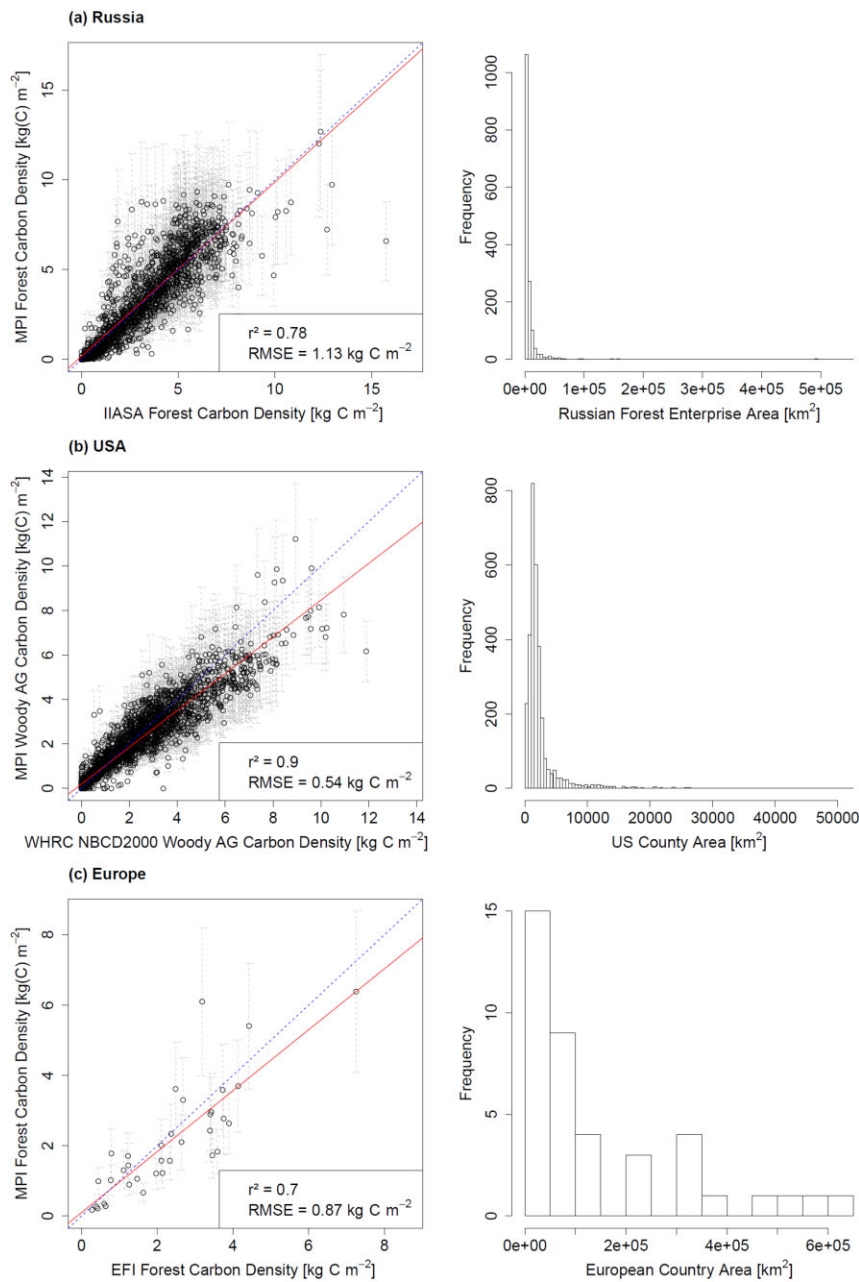 (a) Russia
MPI Forest Carbon Density [kg(C) m−2]
15
10
5
0
r² = 0.78
RMSE = 1.13 kg C m−2
0 5 10 15
IIASA Forest Carbon Density [kg C m−2]
Frequency
1000
800
600
400
200
0
0e+00 1e+05 2e+05 3e+05 4e+05 5e+05
Russian Forest Enterprise Area [km2]
(b) USA
MPI Woody AG Carbon Density [kg(C) m−2]
14
12
10
8
6
4
2
0
r² = 0.9
RMSE = 0.54 kg C m−2
0 2 4 6 8 10 12 14
WHRC NBCD2000 Woody AG Carbon Density [kg C m−2]
Frequency
800
600
400
200
0
0 10000 20000 30000 40000 50000
US County Area [km2]
(c) Europe
MPI Forest Carbon Density [kg(C) m−2]
8
6
4
2
0
r² = 0.7
RMSE = 0.87 kg C m−2
0 2 4 6 8
EFI Forest Carbon Density [kg C m−2]
Frequency
15
10
5
0
0e+00 2e+05 4e+05 6e+05
European Country Area [km2]